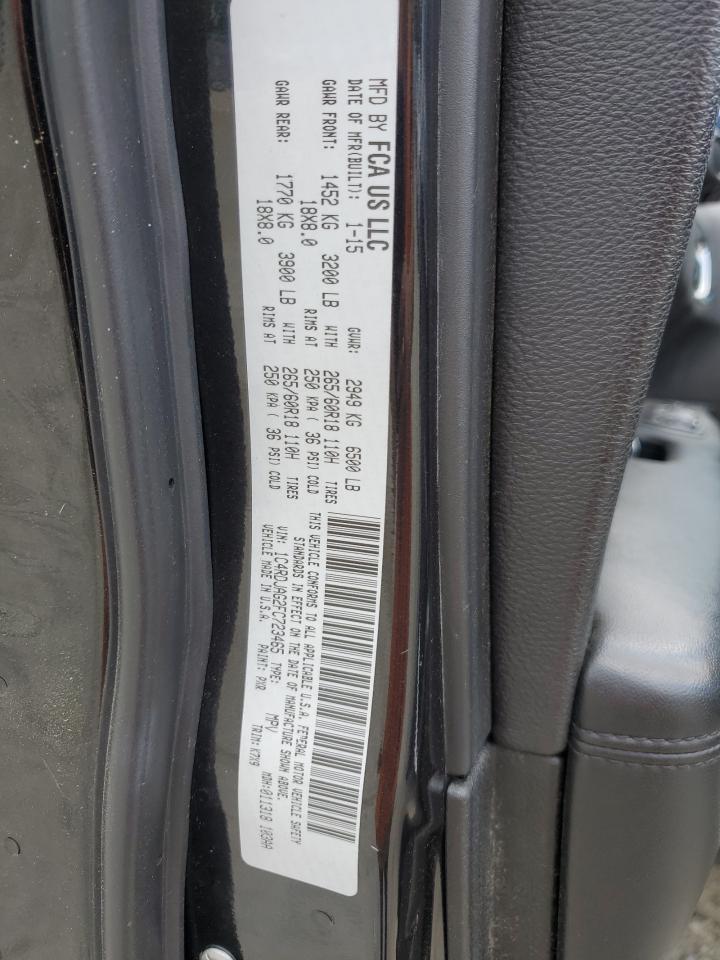 MFD BY FCA US LLC
DATE OF MFR(BUILT): 1-15 GVWR: 2949 KG 6500 LB
GAWR FRONT: 1452 KG 3200 LB WITH 265/60R18 110H TIRES
18X8.0 RIMS AT 250 KPA ( 36 PSI) COLD
GAWR REAR: 1770 KG 3900 LB WITH 265/60R18 110H TIRES
18X8.0 RIMS AT 250 KPA ( 36 PSI) COLD
THIS VEHICLE CONFORMS TO ALL APPLICABLE U.S.A. FEDERAL MOTOR VEHICLE SAFETY
STANDARDS IN EFFECT ON THE DATE OF MANUFACTURE SHOWN ABOVE.
VIN: 1C4RDJAG2FC723465 TYPE: MPV MDH:011318 103AA
VEHICLE MADE IN U.S.A. PAINT: PXR TRIM: K7X9